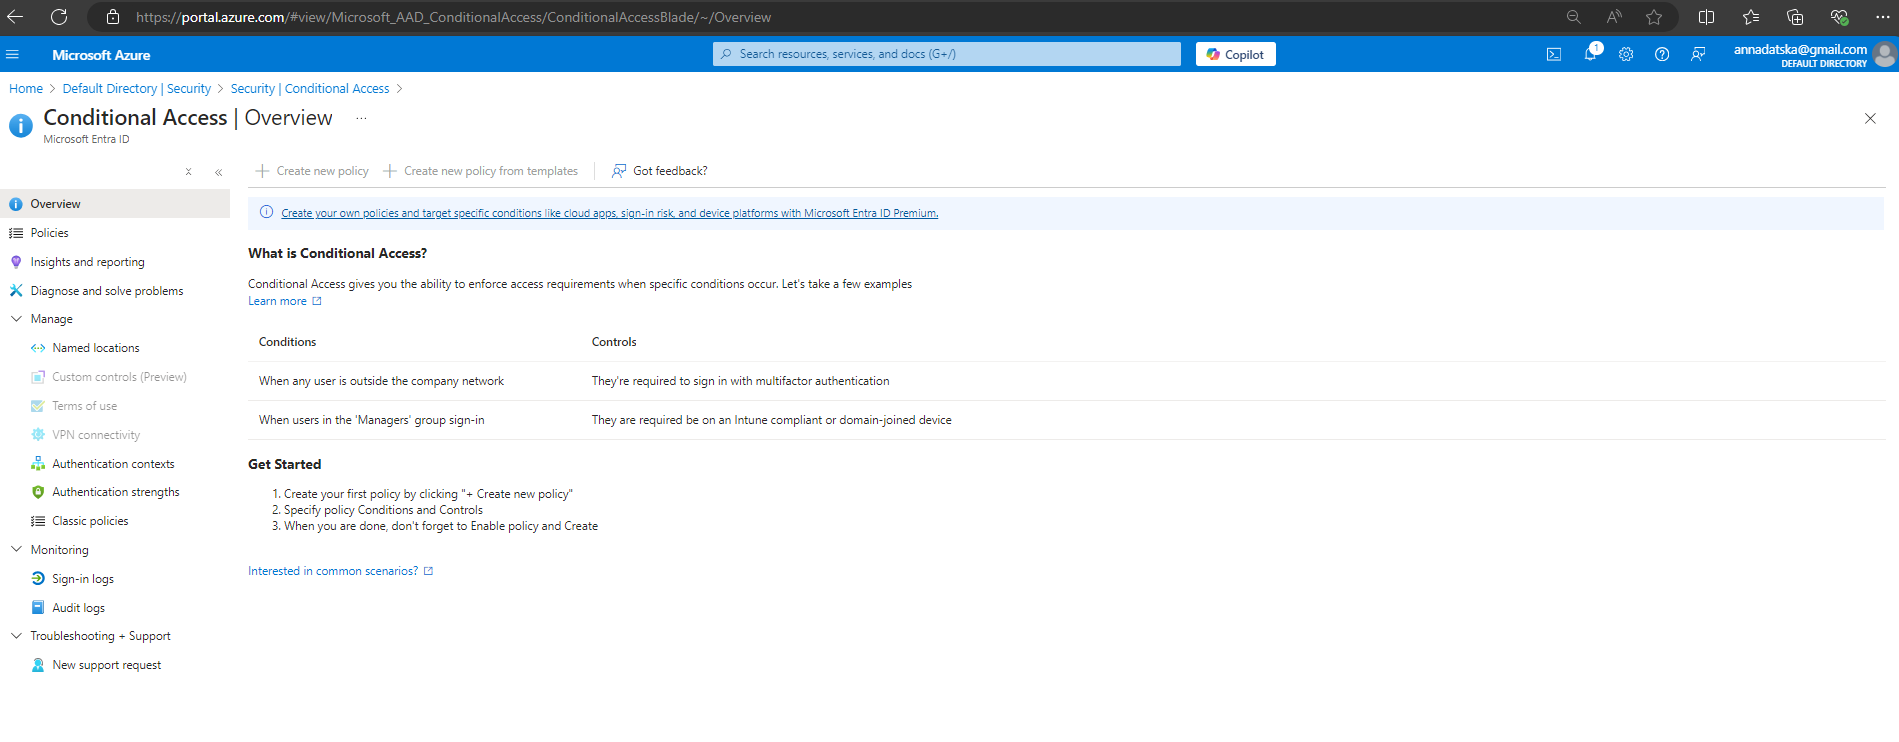 https://portal.azure.com/#view/Microsoft_AAD_ConditionalAccess/ConditionalAccessBlade/~/Overview
Microsoft Azure
Search resources, services, and docs (G+/)
Copilot
1
annadatska@gmail.com
DEFAULT DIRECTORY
Home > Default Directory | Security > Security | Conditional Access >
Conditional Access | Overview ...
Microsoft Entra ID
Create new policy
Create new policy from templates
Got feedback?
Overview
Policies
Insights and reporting
Diagnose and solve problems
Manage
Named locations
Custom controls (Preview)
Terms of use
VPN connectivity
Authentication contexts
Authentication strengths
Classic policies
Monitoring
Sign-in logs
Audit logs
Troubleshooting + Support
New support request
Create your own policies and target specific conditions like cloud apps, sign-in risk, and device platforms with Microsoft Entra ID Premium.
What is Conditional Access?
Conditional Access gives you the ability to enforce access requirements when specific conditions occur. Let's take a few examples
Learn more
Conditions Controls
When any user is outside the company network They're required to sign in with multifactor authentication
When users in the 'Managers' group sign-in They are required be on an Intune compliant or domain-joined device
Get Started
1. Create your first policy by clicking "+ Create new policy"
2. Specify policy Conditions and Controls
3. When you are done, don't forget to Enable policy and Create
Interested in common scenarios?